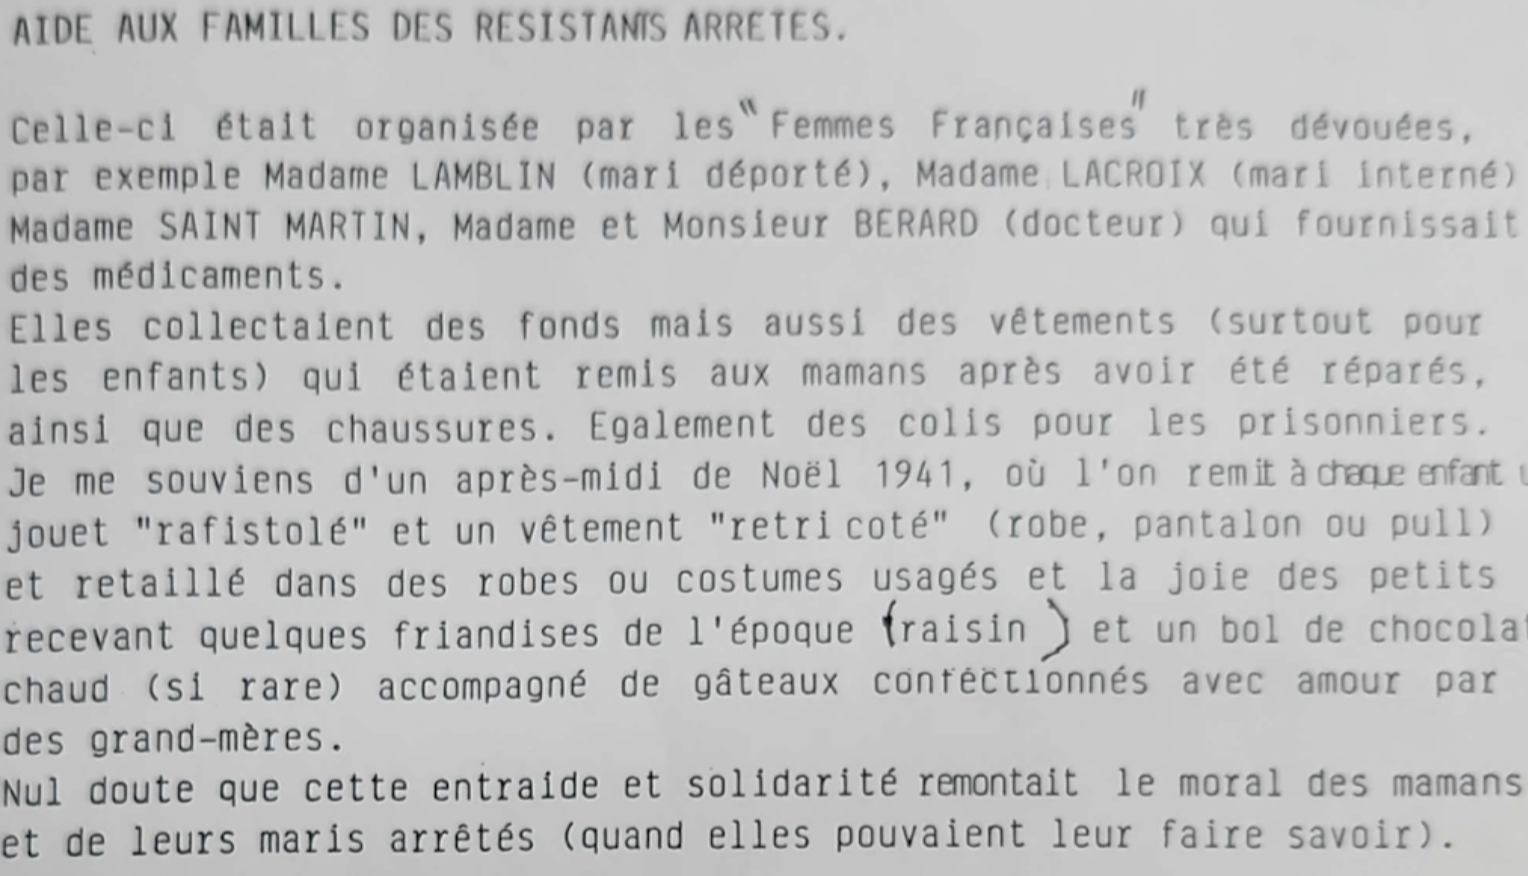 AIDE AUX FAMILLES DES RESISTANTS ARRETES.
Celle-ci était organisée par les "Femmes Françaises" très dévouées,
par exemple Madame LAMBLIN (mari déporté), Madame LACROIX (mari interné)
Madame SAINT MARTIN, Madame et Monsieur BERARD (docteur) qui fournissait
des médicaments.
Elles collectaient des fonds mais aussi des vêtements (surtout pour
les enfants) qui étaient remis aux mamans après avoir été réparés,
ainsi que des chaussures. Egalement des colis pour les prisonniers.
Je me souviens d'un après-midi de Noël 1941, où l'on remit à chaque enfant
jouet "rafistolé" et un vêtement "retricoté" (robe, pantalon ou pull)
et retaillé dans des robes ou costumes usagés et la joie des petits
recevant quelques friandises de l'époque (raisin ) et un bol de chocolat
chaud (si rare) accompagné de gâteaux confectionnés avec amour par
des grand-mères.
Nul doute que cette entraide et solidarité remontait le moral des mamans
et de leurs maris arrêtés (quand elles pouvaient leur faire savoir).